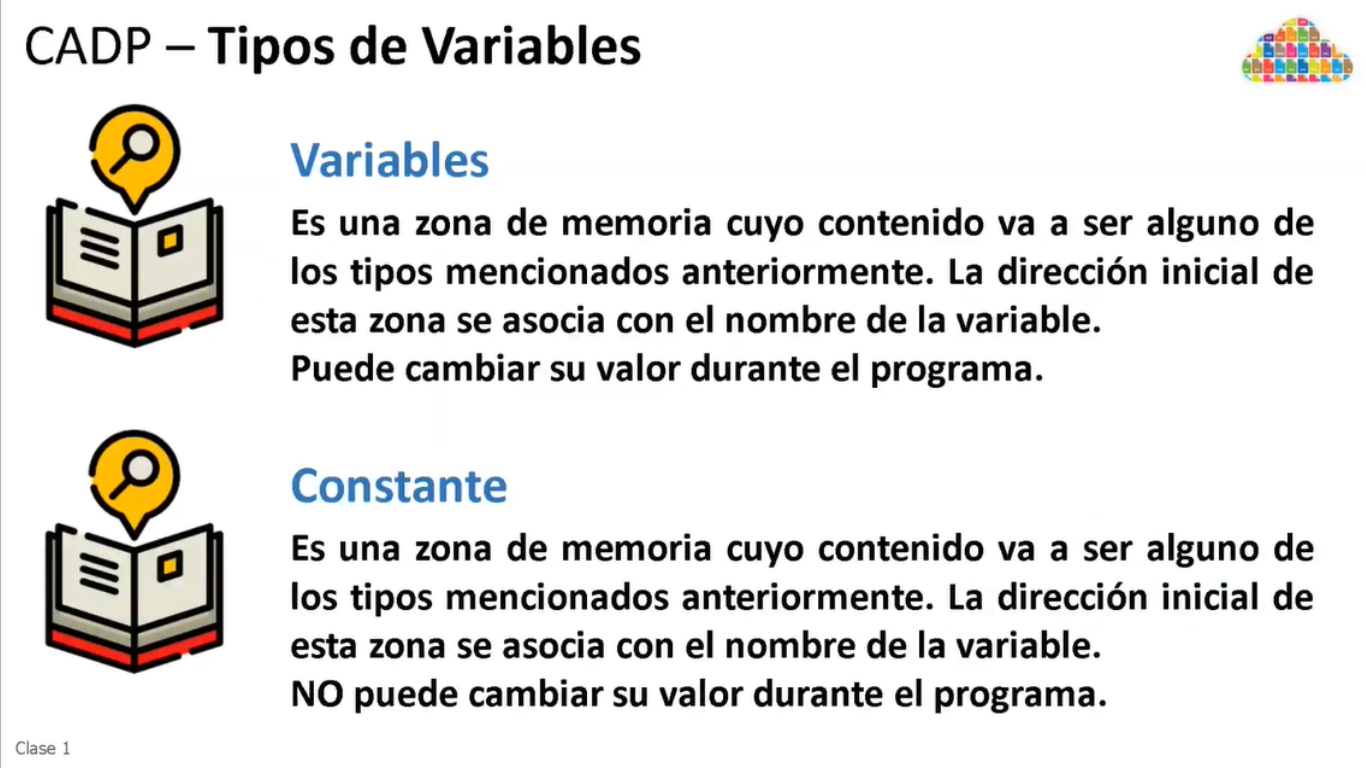 CADP – Tipos de Variables
Variables
Es una zona de memoria cuyo contenido va a ser alguno de
los tipos mencionados anteriormente. La dirección inicial de
esta zona se asocia con el nombre de la variable.
Puede cambiar su valor durante el programa.
Constante
Es una zona de memoria cuyo contenido va a ser alguno de
los tipos mencionados anteriormente. La dirección inicial de
esta zona se asocia con el nombre de la variable.
NO puede cambiar su valor durante el programa.
Clase 1